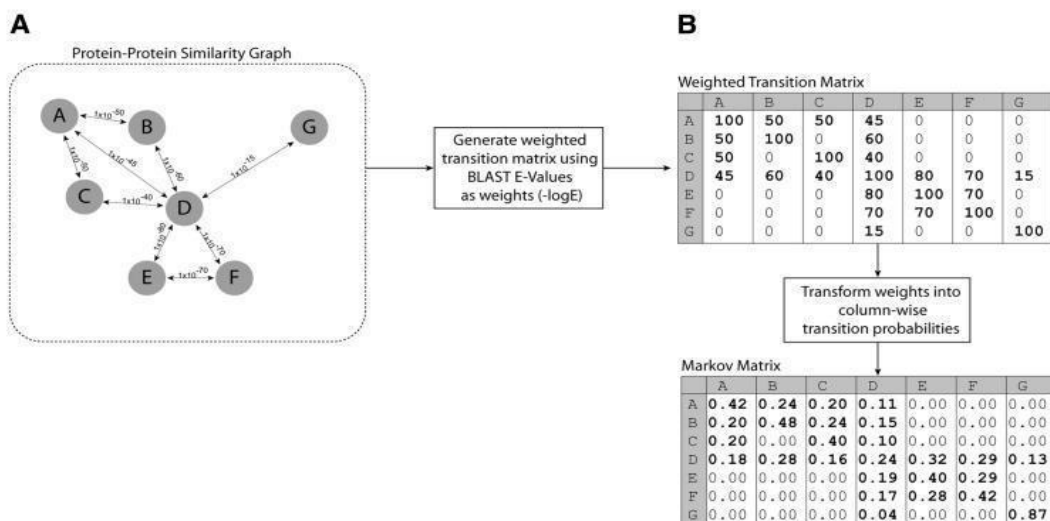 A
B
Protein-Protein Similarity Graph
A
B
C
D
E
F
G
1x10-50
1x10-45
1x10-50
1x10-60
1x10-15
1x10-40
1x10-80
1x10-70
1x10-70
Generate weighted
transition matrix using
BLAST E-Values
as weights (-logE)
Weighted Transition Matrix
A B C D E F G
A 100 50 50 45 0 0 0
B 50 100 0 60 0 0 0
C 50 0 100 40 0 0 0
D 45 60 40 100 80 70 15
E 0 0 0 80 100 70 0
F 0 0 0 70 70 100 0
G 0 0 0 15 0 0 100
Transform weights into
column-wise
transition probabilities
Markov Matrix
A B C D E F G
A 0.42 0.24 0.20 0.11 0.00 0.00 0.00
B 0.20 0.48 0.24 0.15 0.00 0.00 0.00
C 0.20 0.00 0.40 0.10 0.00 0.00 0.00
D 0.18 0.28 0.16 0.24 0.32 0.29 0.13
E 0.00 0.00 0.00 0.19 0.40 0.29 0.00
F 0.00 0.00 0.00 0.17 0.28 0.42 0.00
G 0.00 0.00 0.00 0.04 0.00 0.00 0.87